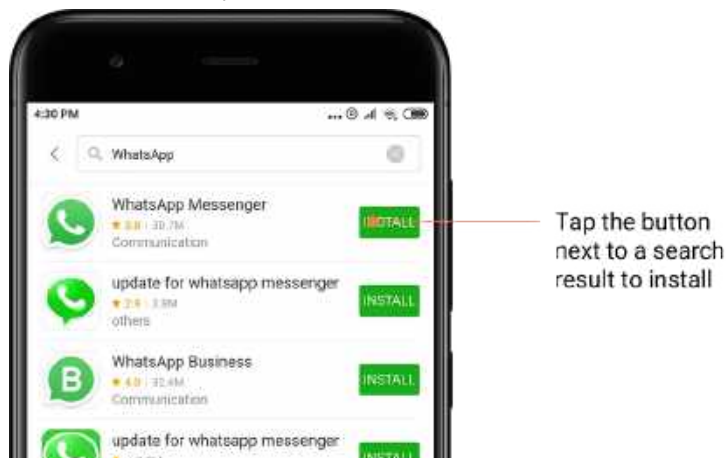 4:30 PM
WhatsApp
WhatsApp Messenger
INSTALL
Communication
update for whatsapp messenger
INSTALL
others
WhatsApp Business
B
INSTALL
Communication
update for whatsapp messenger
INSTALL
Tap the button
next to a search
result to install